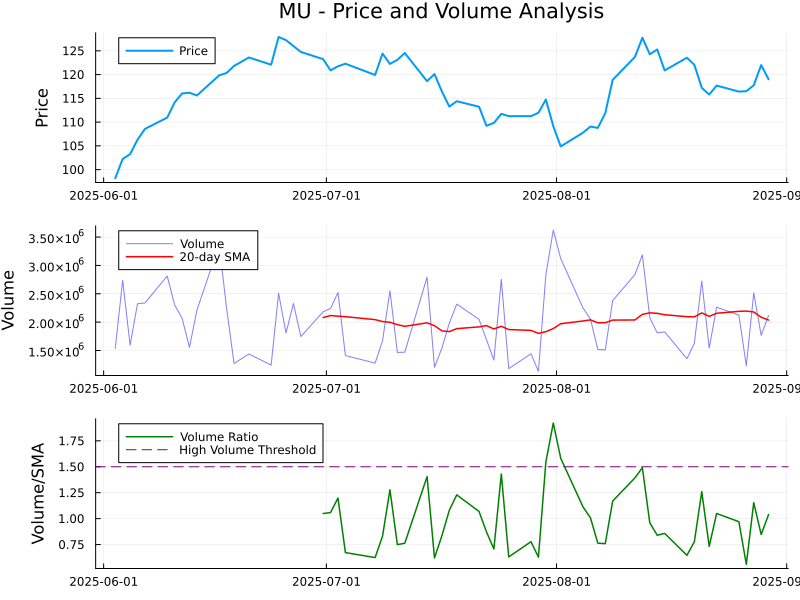 MU - Price and Volume Analysis
Price
125
120
115
110
105
100
Price
2025-06-01 2025-07-01 2025-08-01 2025-09
Volume
3.50×10⁶
3.00×10⁶
2.50×10⁶
2.00×10⁶
1.50×10⁶
Volume
20-day SMA
2025-06-01 2025-07-01 2025-08-01 2025-09
Volume/SMA
1.75
1.50
1.25
1.00
0.75
Volume Ratio
High Volume Threshold
2025-06-01 2025-07-01 2025-08-01 2025-09